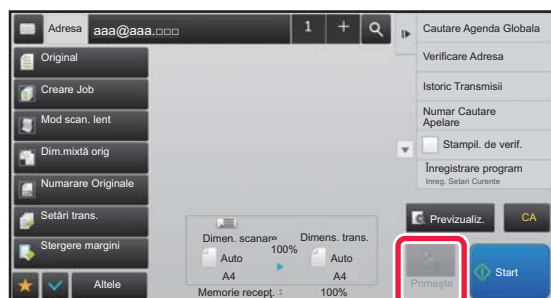 Adresa
aaa@aaa.□□□
1
+
Cautare Agenda Globala
Original
Verificare Adresa
Creare Job
Istoric Transmisii
Mod scan. lent
Numar Cautare
Apelare
Dim.mixtă orig
Stampil. de verif.
Numarare Originale
Înregistrare program
Inreg. Setari Curente
Setări trans.
Previzualiz.
CA
Stergere margini
Dimen. scanare
100%
Dimens. trans.
Auto
Auto
A4
A4
Altele
Memorie recepţ. :
100%
Primeşte
Start